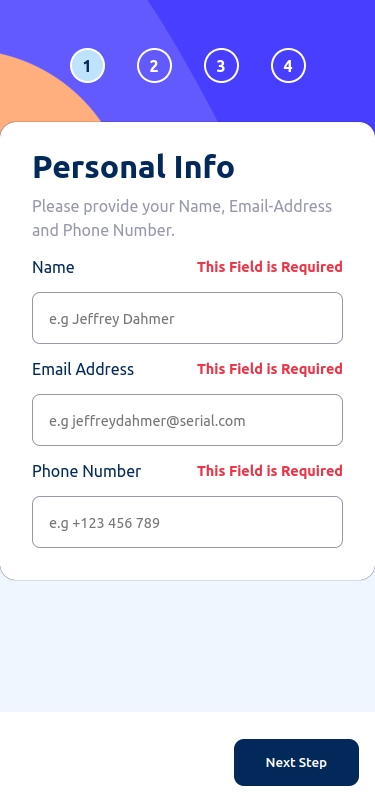 1 2 3 4
Personal Info
Please provide your Name, Email-Address
and Phone Number.
Name This Field is Required
e.g Jeffrey Dahmer
Email Address This Field is Required
e.g jeffreydahmer@serial.com
Phone Number This Field is Required
e.g +123 456 789
Next Step